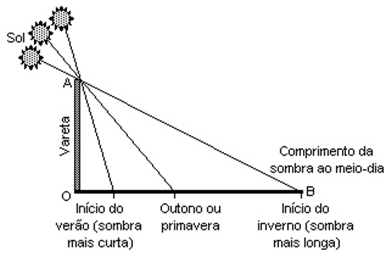 Sol
A
Vareta
Comprimento da
sombra ao meio-dia
O
B
Início do
verão (sombra
mais curta)
Outono ou
primavera
Início do
inverno (sombra
mais longa)